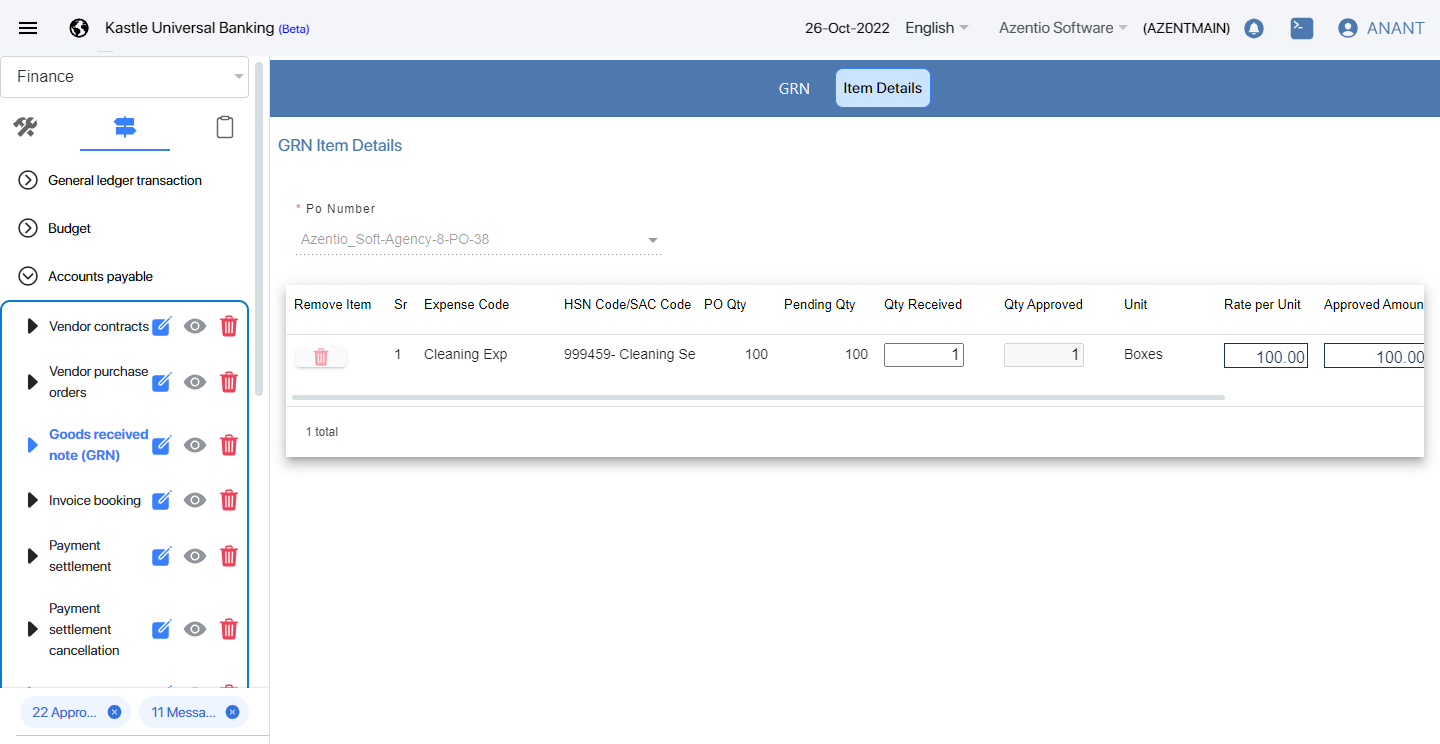 Kastle Universal Banking (Beta)
26-Oct-2022 English Azentio Software (AZENTMAIN) ANANT
Finance
GRN Item Details
GRN Item Details
General ledger transaction
Budget
Accounts payable
Vendor contracts
Vendor purchase
orders
Goods received
note (GRN)
Invoice booking
Payment
settlement
Payment
settlement
cancellation
22 Appro... 11 Messa...
* Po Number
Azentio_Soft-Agency-8-PO-38
Remove Item Sr Expense Code HSN Code/SAC Code PO Qty Pending Qty Qty Received Qty Approved Unit Rate per Unit Approved Amoun
1 Cleaning Exp 999459- Cleaning Se 100 100 1 1 Boxes 100.00 100.00
1 total